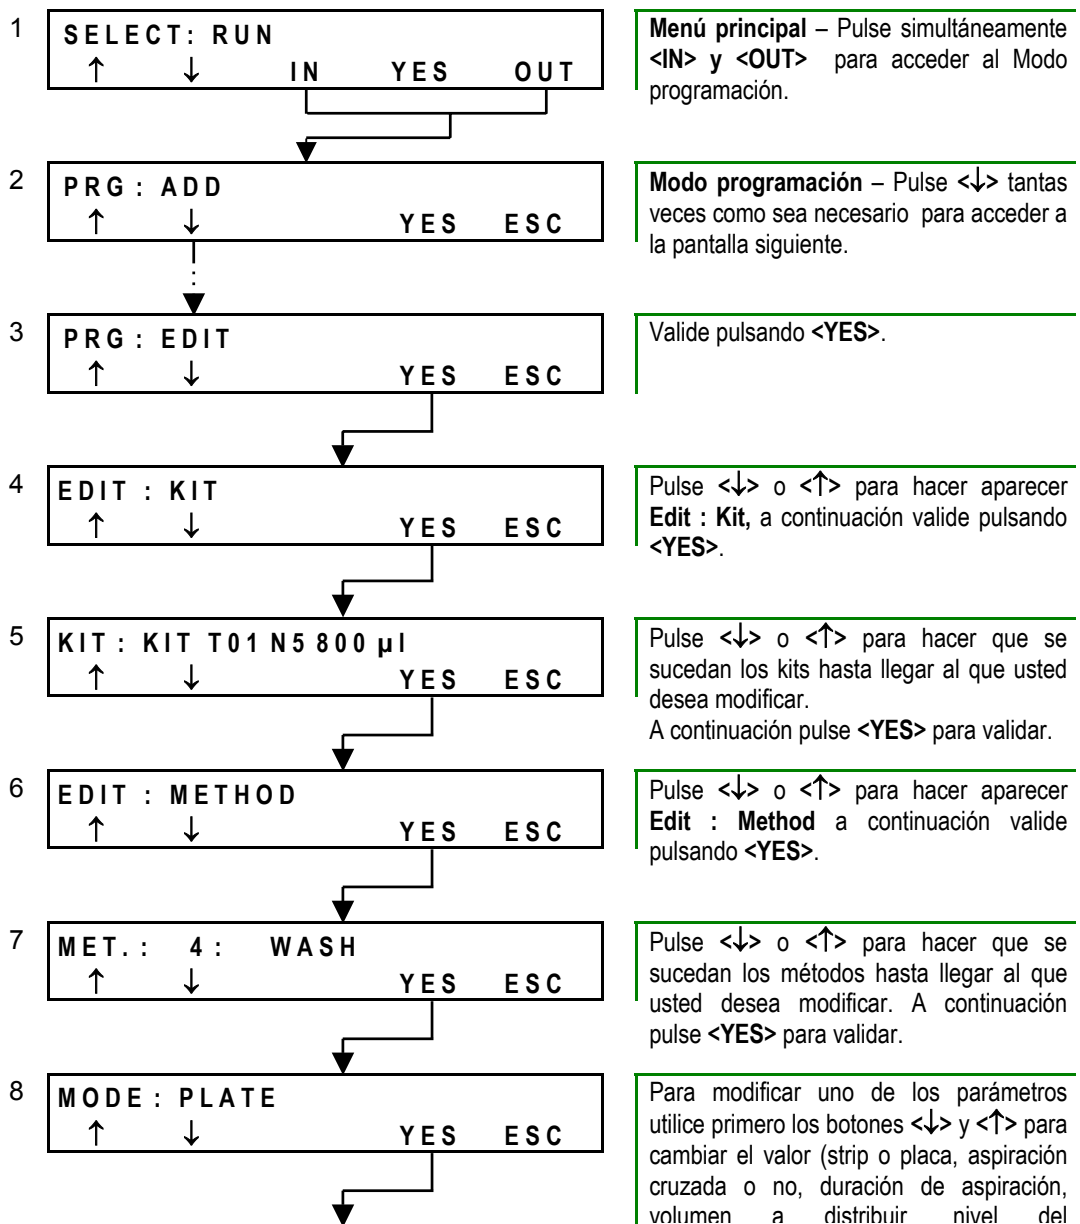 1
SELECT: RUN
↑ ↓ IN YES OUT
Menú principal – Pulse simultáneamente
<IN> y <OUT> para acceder al Modo
programación.
2
PRG : ADD
↑ ↓ YES ESC
Modo programación – Pulse <↓> tantas
veces como sea necesario para acceder a
la pantalla siguiente.
3
PRG : EDIT
↑ ↓ YES ESC
Valide pulsando <YES>.
4
EDIT : KIT
↑ ↓ YES ESC
Pulse <↓> o <↑> para hacer aparecer
Edit : Kit, a continuación valide pulsando
<YES>.
5
KIT : KIT T01 N5 800 µl
↑ ↓ YES ESC
Pulse <↓> o <↑> para hacer que se
sucedan los kits hasta llegar al que usted
desea modificar.
A continuación pulse <YES> para validar.
6
EDIT : METHOD
↑ ↓ YES ESC
Pulse <↓> o <↑> para hacer aparecer
Edit : Method a continuación valide
pulsando <YES>.
7
MET. : 4 : WASH
↑ ↓ YES ESC
Pulse <↓> o <↑> para hacer que se
sucedan los métodos hasta llegar al que
usted desea modificar. A continuación
pulse <YES> para validar.
8
MODE : PLATE
↑ ↓ YES ESC
Para modificar uno de los parámetros
utilice primero los botones <↓> y <↑> para
cambiar el valor (strip o placa, aspiración
cruzada o no, duración de aspiración,
volumen a distribuir nivel del